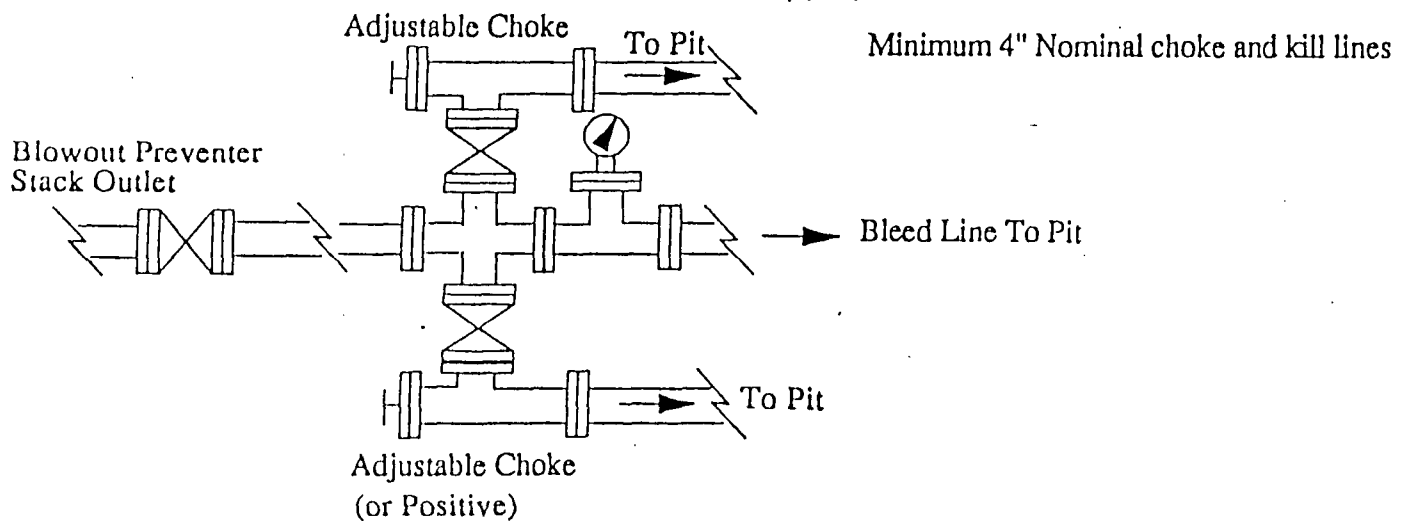 Adjustable Choke
To Pit
Minimum 4" Nominal choke and kill lines
Blowout Preventer
Stack Outlet
Bleed Line To Pit
To Pit
Adjustable Choke
(or Positive)